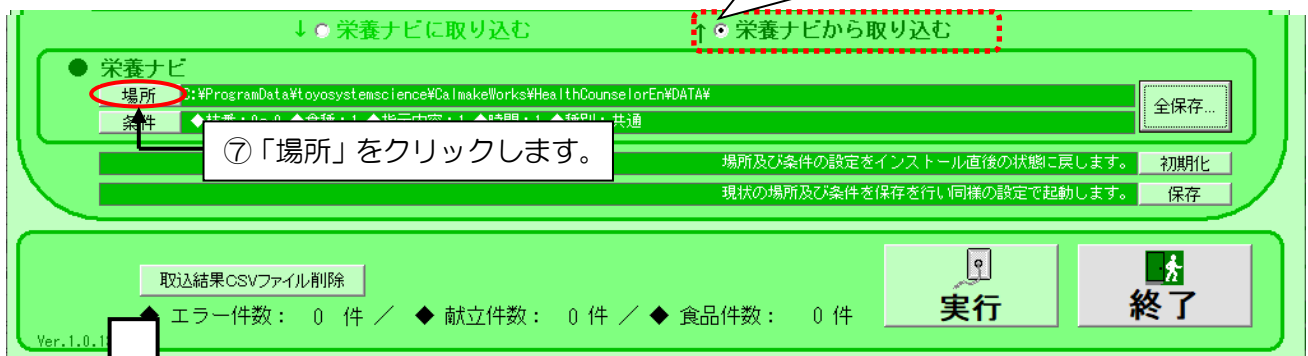 ↓ 栄養ナビに取り込む
↑ 栄養ナビから取り込む
● 栄養ナビ
場所 :¥ProgramData¥toyosystemscience¥CalmakeWorks¥HealthCounselorEn¥DATA¥
全保存...
条件
共通
⑦「場所」をクリックします。
場所及び条件の設定をインストール直後の状態に戻します。 初期化
現状の場所及び条件を保存を行い同様の設定で起動します。 保存
取込結果CSVファイル削除
◆ エラー件数： 0 件 ／ ◆ 献立件数： 0 件 ／ ◆ 食品件数： 0 件
実行
終了
Ver.1.0.